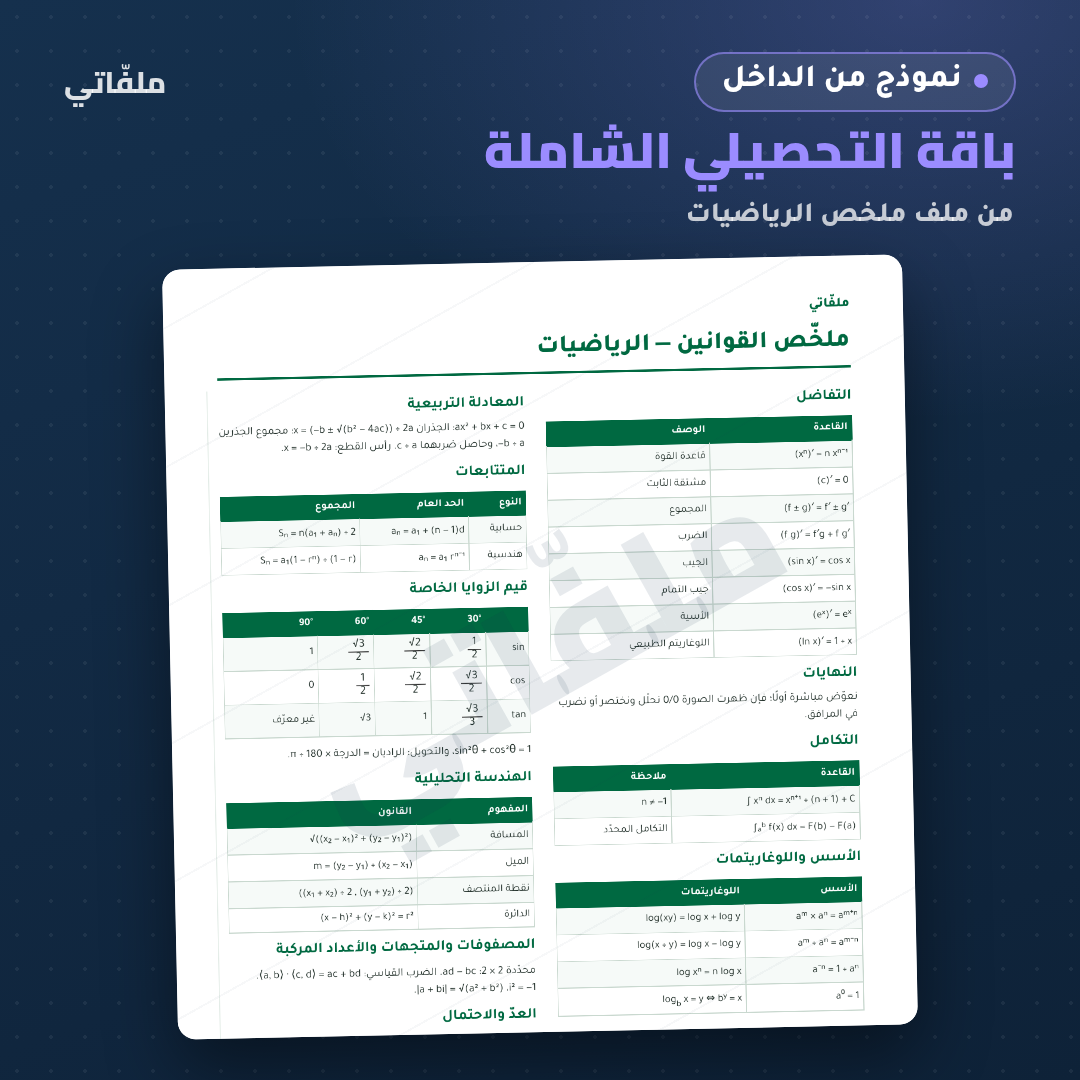 ملفّاتي
نموذج من الداخل
باقة التحصيلي الشاملة
من ملف ملخص الرياضيات
ملفّاتي
ملخّص القوانين — الرياضيات
التفاضل
القاعدة الوصف
(xⁿ)′ = n xⁿ⁻¹ قاعدة القوة
(c)′ = 0 مشتقة الثابت
(f ± g)′ = f′ ± g′ المجموع
(f g)′ = f′g + f g′ الضرب
(sin x)′ = cos x الجيب
(cos x)′ = −sin x جيب التمام
(eˣ)′ = eˣ الأسية
(ln x)′ = 1 ÷ x اللوغاريتم الطبيعي
النهايات
نعوّض مباشرة أولًا؛ فإن ظهرت الصورة 0/0 نحلّل ونختصر أو نضرب
في المرافق.
التكامل
القاعدة ملاحظة
∫ xⁿ dx = xⁿ⁺¹ ÷ (n + 1) + C n ≠ −1
∫ₐᵇ f(x) dx = F(b) − F(a) التكامل المحدّد
الأسس واللوغاريتمات
الأسس اللوغاريتمات
aᵐ × aⁿ = aᵐ⁺ⁿ log(xy) = log x + log y
aᵐ ÷ aⁿ = aᵐ⁻ⁿ log(x ÷ y) = log x − log y
a⁻ⁿ = 1 ÷ aⁿ log xⁿ = n log x
a⁰ = 1 log_b x = y ⇔ bʸ = x
المعادلة التربيعية
ax² + bx + c = 0؛ الجذران x = (−b ± √(b² − 4ac)) ÷ 2a؛ مجموع الجذرين
−b ÷ a، وحاصل ضربهما c ÷ a. رأس القطع: x = −b ÷ 2a.
المتتابعات
النوع الحد العام المجموع
حسابية aₙ = a₁ + (n − 1)d Sₙ = n(a₁ + aₙ) ÷ 2
هندسية aₙ = a₁ rⁿ⁻¹ Sₙ = a₁(1 − rⁿ) ÷ (1 − r)
قيم الزوايا الخاصة
30° 45° 60° 90°
sin 1/2 √2/2 √3/2 1
cos √3/2 √2/2 1/2 0
tan √3/3 1 √3 غير معرّف
sin²θ + cos²θ = 1، والتحويل: الراديان = الدرجة × π ÷ 180.
الهندسة التحليلية
المفهوم القانون
المسافة √((x₂ − x₁)² + (y₂ − y₁)²)
الميل m = (y₂ − y₁) ÷ (x₂ − x₁)
نقطة المنتصف ((x₁ + x₂) ÷ 2 , (y₁ + y₂) ÷ 2)
الدائرة (x − h)² + (y − k)² = r²
المصفوفات والمتجهات والأعداد المركبة
محدّدة 2 × 2: ad − bc. الضرب القياسي: ⟨a, b⟩ · ⟨c, d⟩ = ac + bd.
i² = −1، |a + bi| = √(a² + b²).
العدّ والاحتمال
ملفّاتي